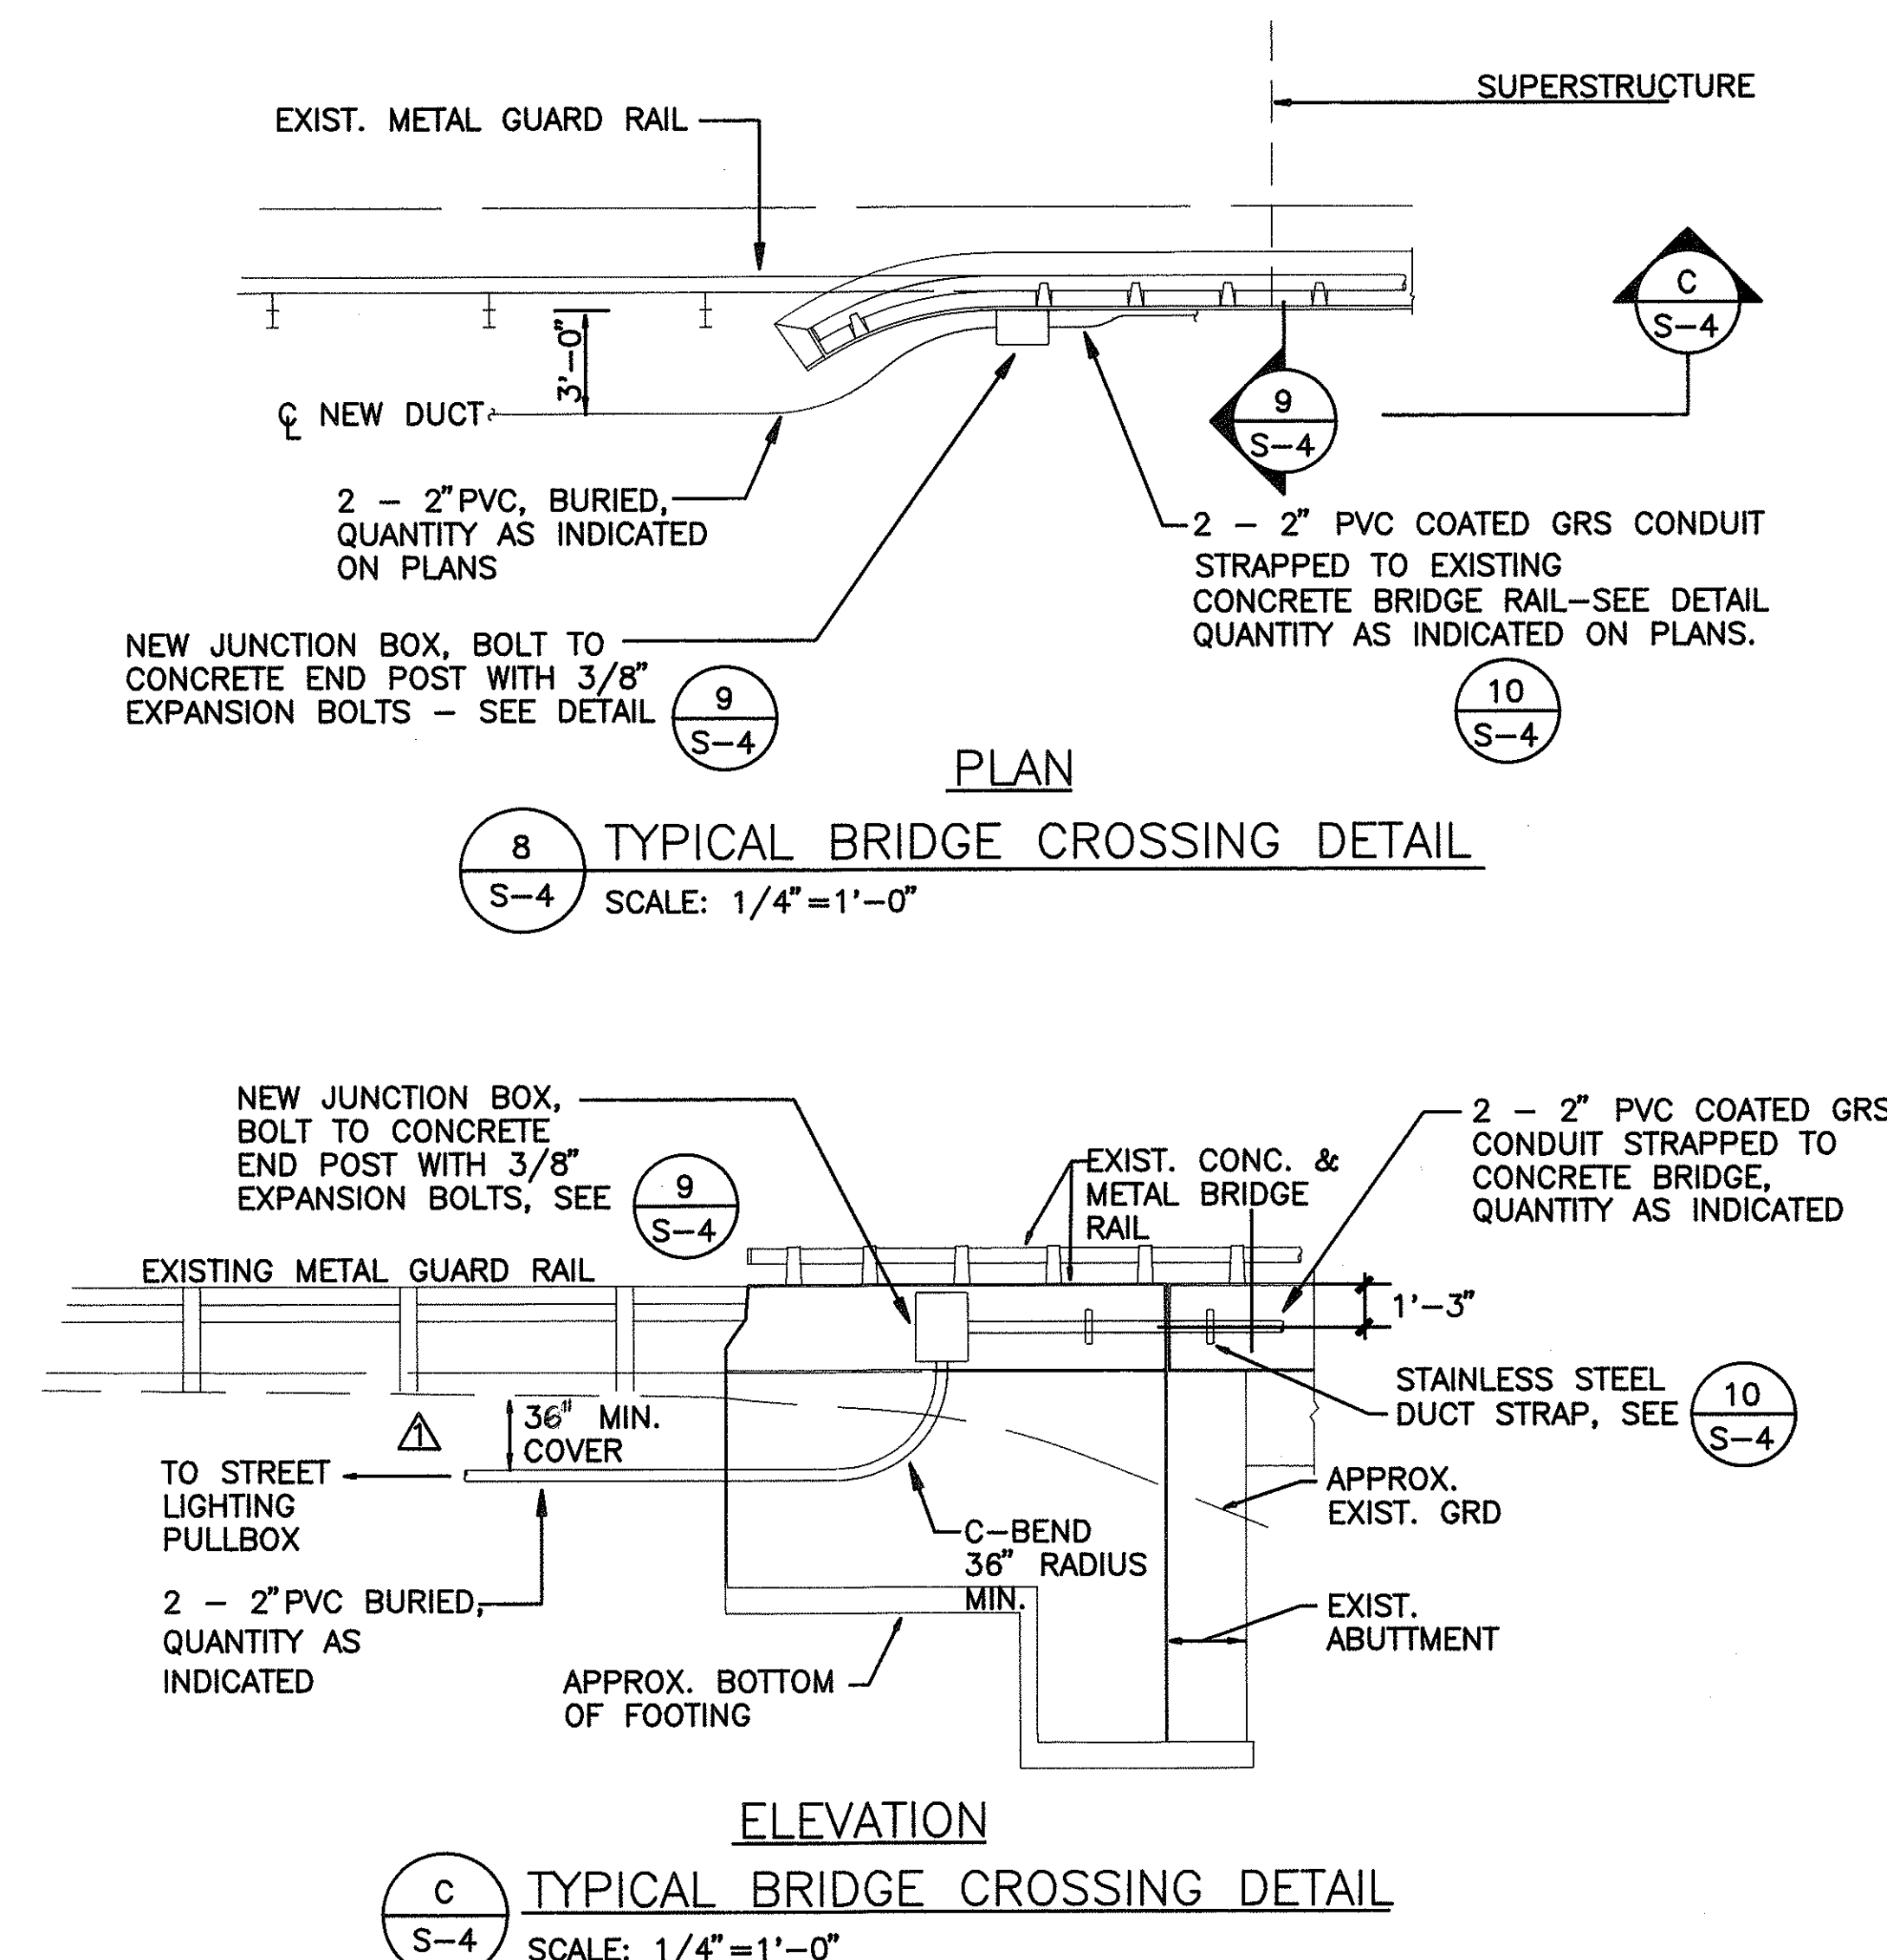 SUPERSTRUCTURE
EXIST. METAL GUARD RAIL
C
S-4
3'-0"
9
S-4
℄ NEW DUCT
2 - 2" PVC, BURIED,
QUANTITY AS INDICATED
ON PLANS
2 - 2" PVC COATED GRS CONDUIT
STRAPPED TO EXISTING
CONCRETE BRIDGE RAIL-SEE DETAIL
QUANTITY AS INDICATED ON PLANS.
10
S-4
NEW JUNCTION BOX, BOLT TO
CONCRETE END POST WITH 3/8"
EXPANSION BOLTS - SEE DETAIL
9
S-4
PLAN
8
S-4
TYPICAL BRIDGE CROSSING DETAIL
SCALE: 1/4"=1'-0"
NEW JUNCTION BOX,
BOLT TO CONCRETE
END POST WITH 3/8"
EXPANSION BOLTS, SEE
9
S-4
EXIST. CONC. &
METAL BRIDGE
RAIL
2 - 2" PVC COATED GRS
CONDUIT STRAPPED TO
CONCRETE BRIDGE,
QUANTITY AS INDICATED
EXISTING METAL GUARD RAIL
1'-3"
STAINLESS STEEL
DUCT STRAP, SEE
10
S-4
1
36" MIN.
COVER
TO STREET
LIGHTING
PULLBOX
APPROX.
EXIST. GRD
C-BEND
36" RADIUS
MIN.
2 - 2" PVC BURIED,
QUANTITY AS
INDICATED
EXIST.
ABUTTMENT
APPROX. BOTTOM
OF FOOTING
ELEVATION
C
S-4
TYPICAL BRIDGE CROSSING DETAIL
SCALE: 1/4"=1'-0"